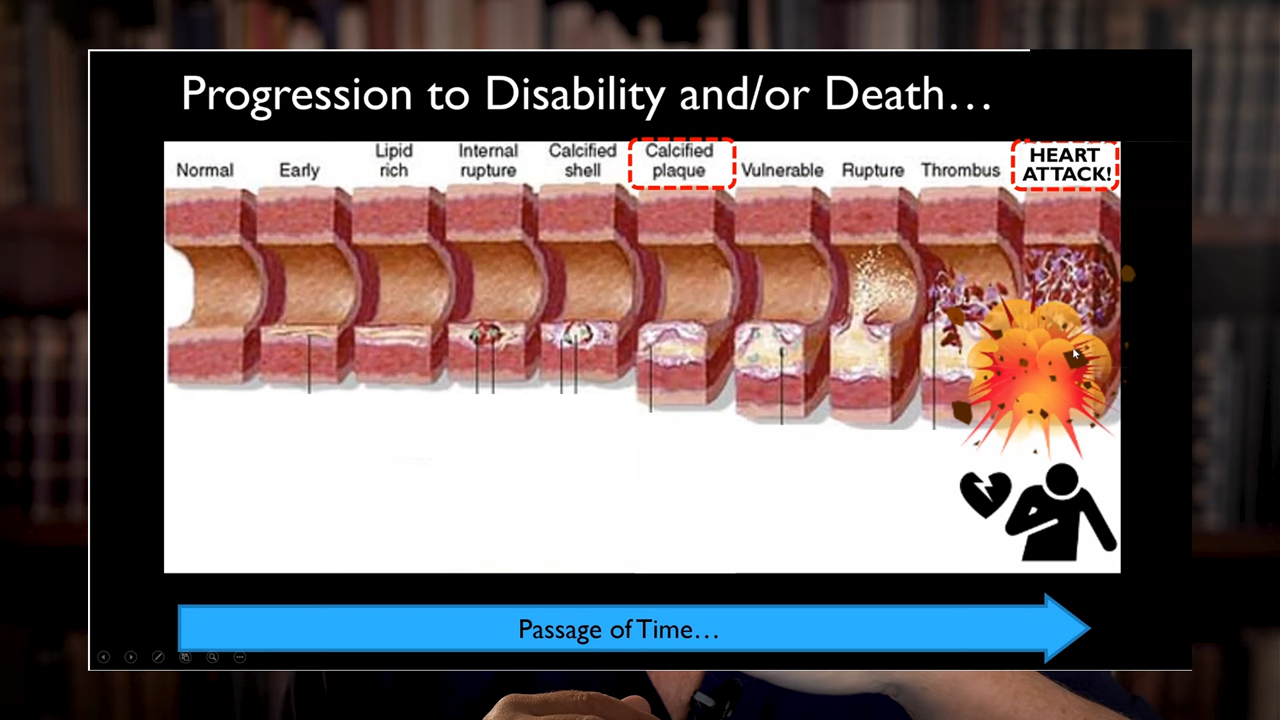 Progression to Disability and/or Death…
Normal
Early
Lipid
rich
Internal
rupture
Calcified
shell
Calcified
plaque
Vulnerable
Rupture
Thrombus
HEART
ATTACK!
Passage of Time…